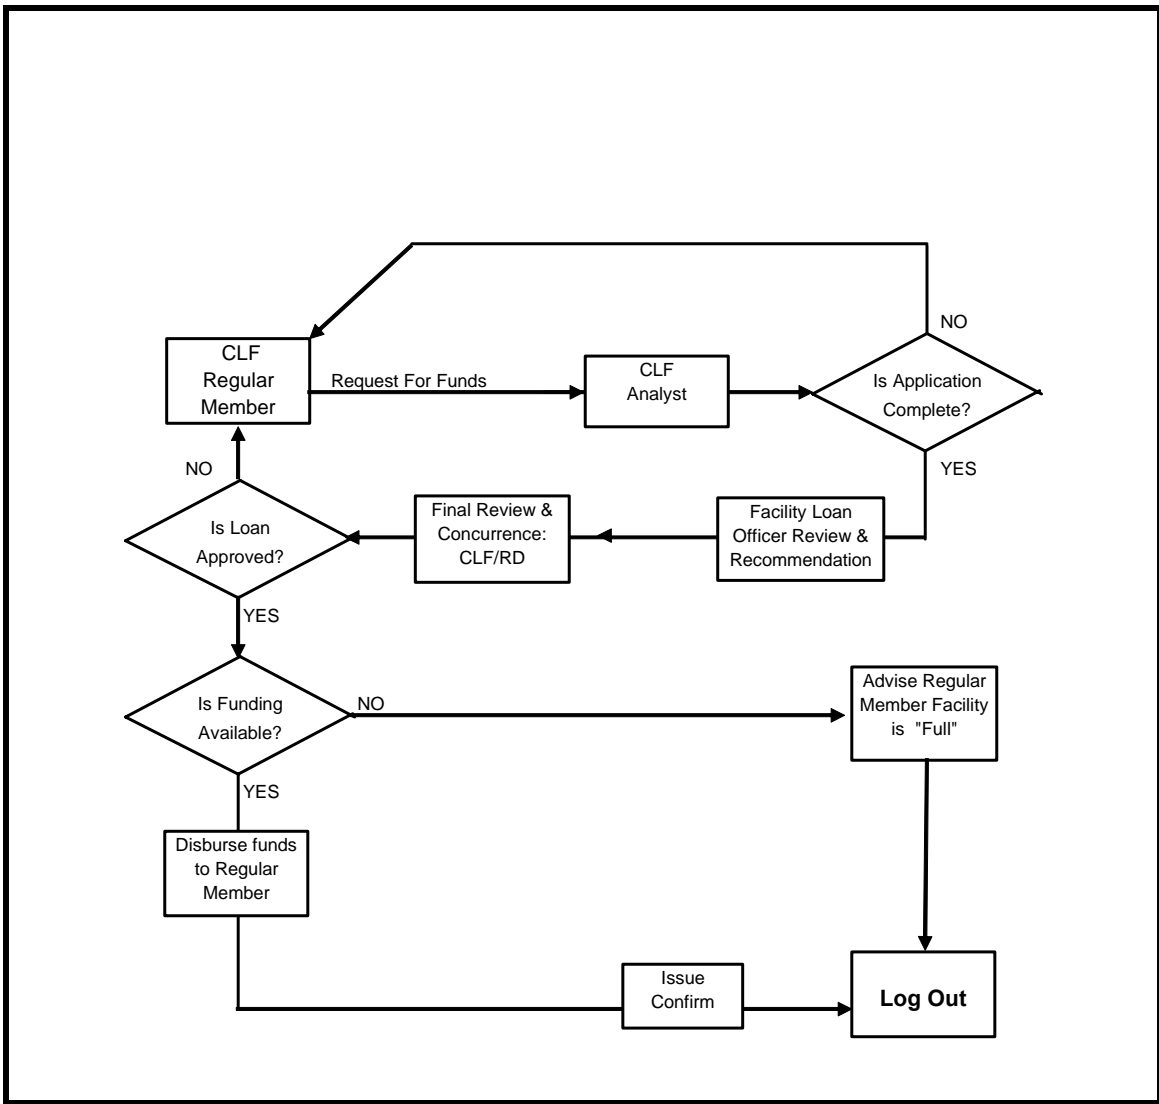 NO
CLF
Regular
Member
Request For Funds
CLF
Analyst
Is Application
Complete?
NO
YES
Is Loan
Approved?
Final Review &
Concurrence:
CLF/RD
Facility Loan
Officer Review &
Recommendation
YES
Is Funding
Available?
NO
Advise Regular
Member Facility
is "Full"
YES
Disburse funds
to Regular
Member
Issue
Confirm
Log Out